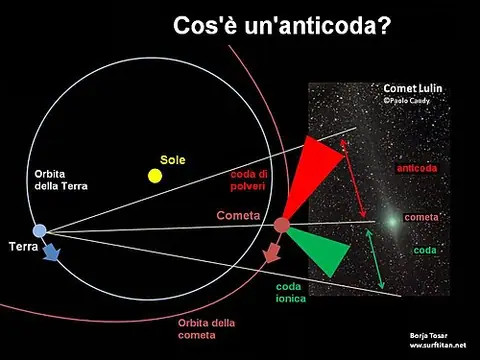 Cos'è un'anticoda?
Comet Lulin
©Paolo Candy
Sole
Orbita
della Terra
coda di
polveri
anticoda
Cometa
cometa
Terra
coda
coda
ionica
Orbita della
cometa
Borja Tosar
www.surftitan.net